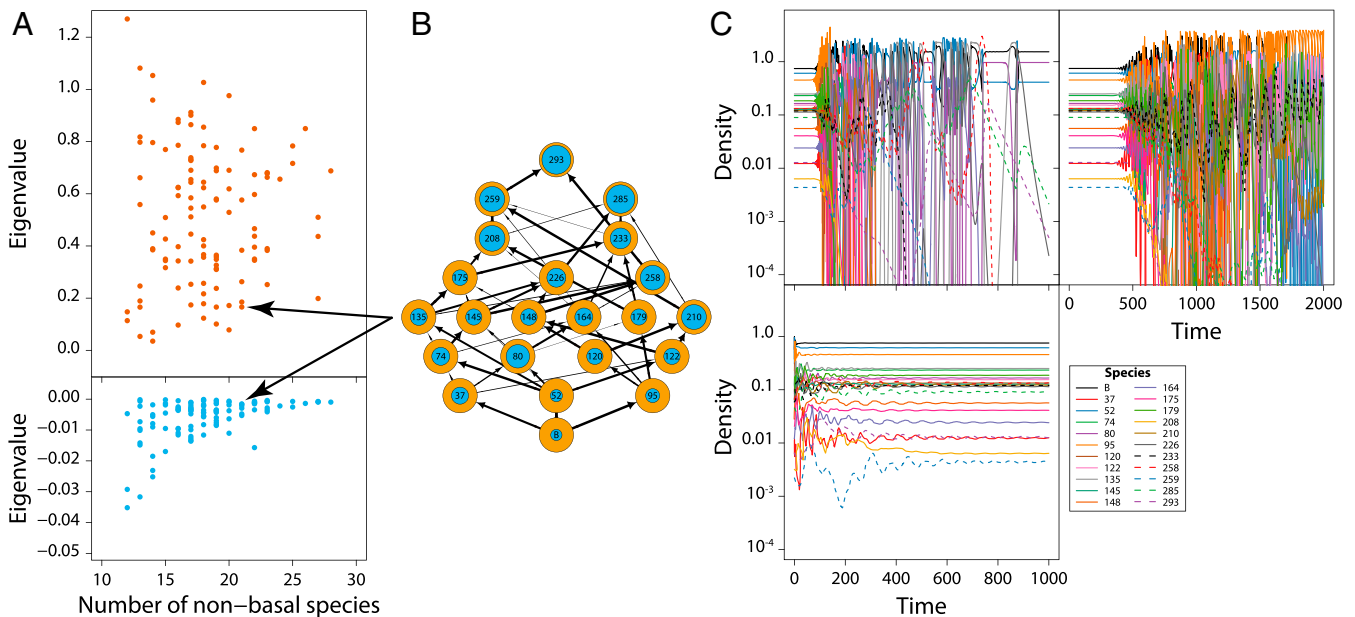 A
B
C
1.2
1.0
0.8
0.6
0.4
0.2
0.0
Eigenvalue
0.00
−0.01
−0.02
−0.03
−0.04
−0.05
Eigenvalue
10 15 20 25 30
Number of non−basal species
293
259 285
208 233
175 226 258
135 145 148 164 179 210
74 80 120 122
37 52 95
B
1.0
0.1
0.01
10⁻³
10⁻⁴
Density
Density
0 500 1000 1500 2000
Time
1.0
0.1
0.01
10⁻³
10⁻⁴
Density
0 200 400 600 800 1000
Time
Species
B 164
37 175
52 179
74 208
80 210
95 226
120 233
122 258
135 259
145 285
148 293